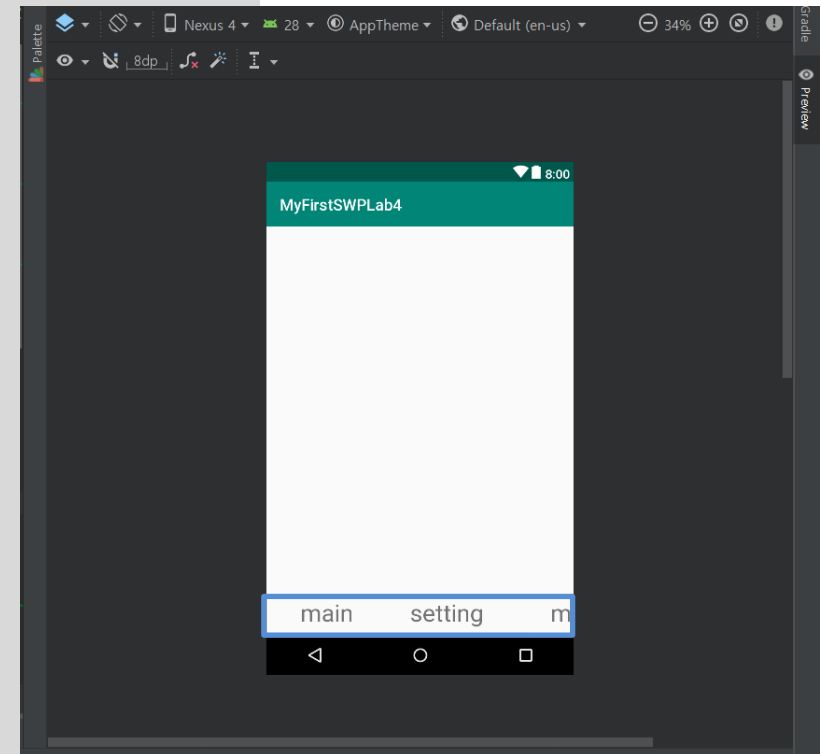 Nexus 4 28 AppTheme Default (en-us) 34%
8dp
Palette
Gradle
Preview
8:00
MyFirstSWPLab4
main setting m